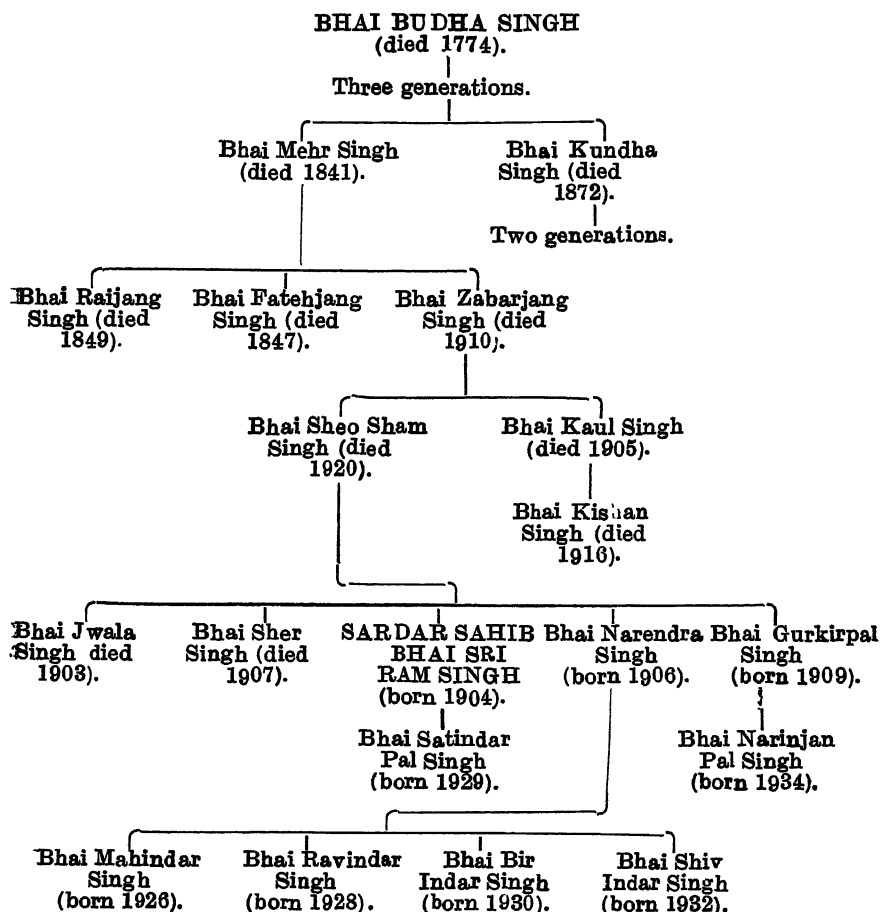 BHAI BUDHA SINGH
(died 1774).
Three generations.
Bhai Mehr Singh
(died 1841).
Bhai Kundha
Singh (died
1872).
Two generations.
Bhai Raijang
Singh (died
1849).
Bhai Fatehjang
Singh (died
1847).
Bhai Zabarjang
Singh (died
1910).
Bhai Sheo Sham
Singh (died
1920).
Bhai Kaul Singh
(died 1905).
Bhai Kishan
Singh (died
1916).
Bhai Jwala
Singh died
1903).
Bhai Sher
Singh (died
1907).
SARDAR SAHIB
BHAI SRI
RAM SINGH
(born 1904).
Bhai Narendra
Singh
(born 1906).
Bhai Gurkirpal
Singh
(born 1909).
Bhai Satindar
Pal Singh
(born 1929).
Bhai Narinjan
Pal Singh
(born 1934).
Bhai Mahindar
Singh
(born 1926).
Bhai Ravindar
Singh
(born 1928).
Bhai Bir
Indar Singh
(born 1930).
Bhai Shiv
Indar Singh
(born 1932).